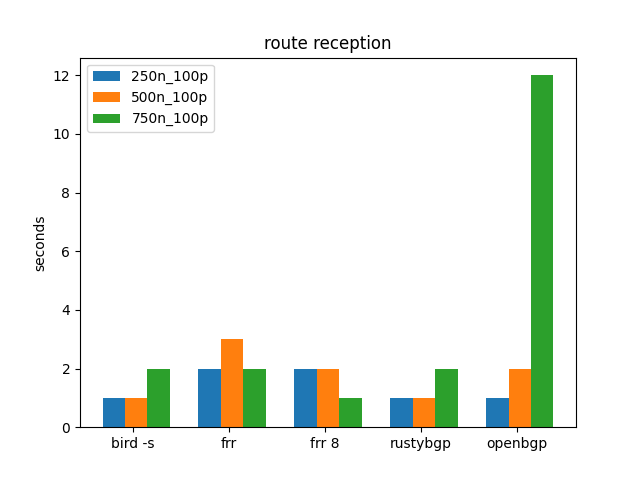 route reception
250n_100p
500n_100p
750n_100p
seconds
12
10
8
6
4
2
0
bird -s frr frr 8 rustybgp openbgp